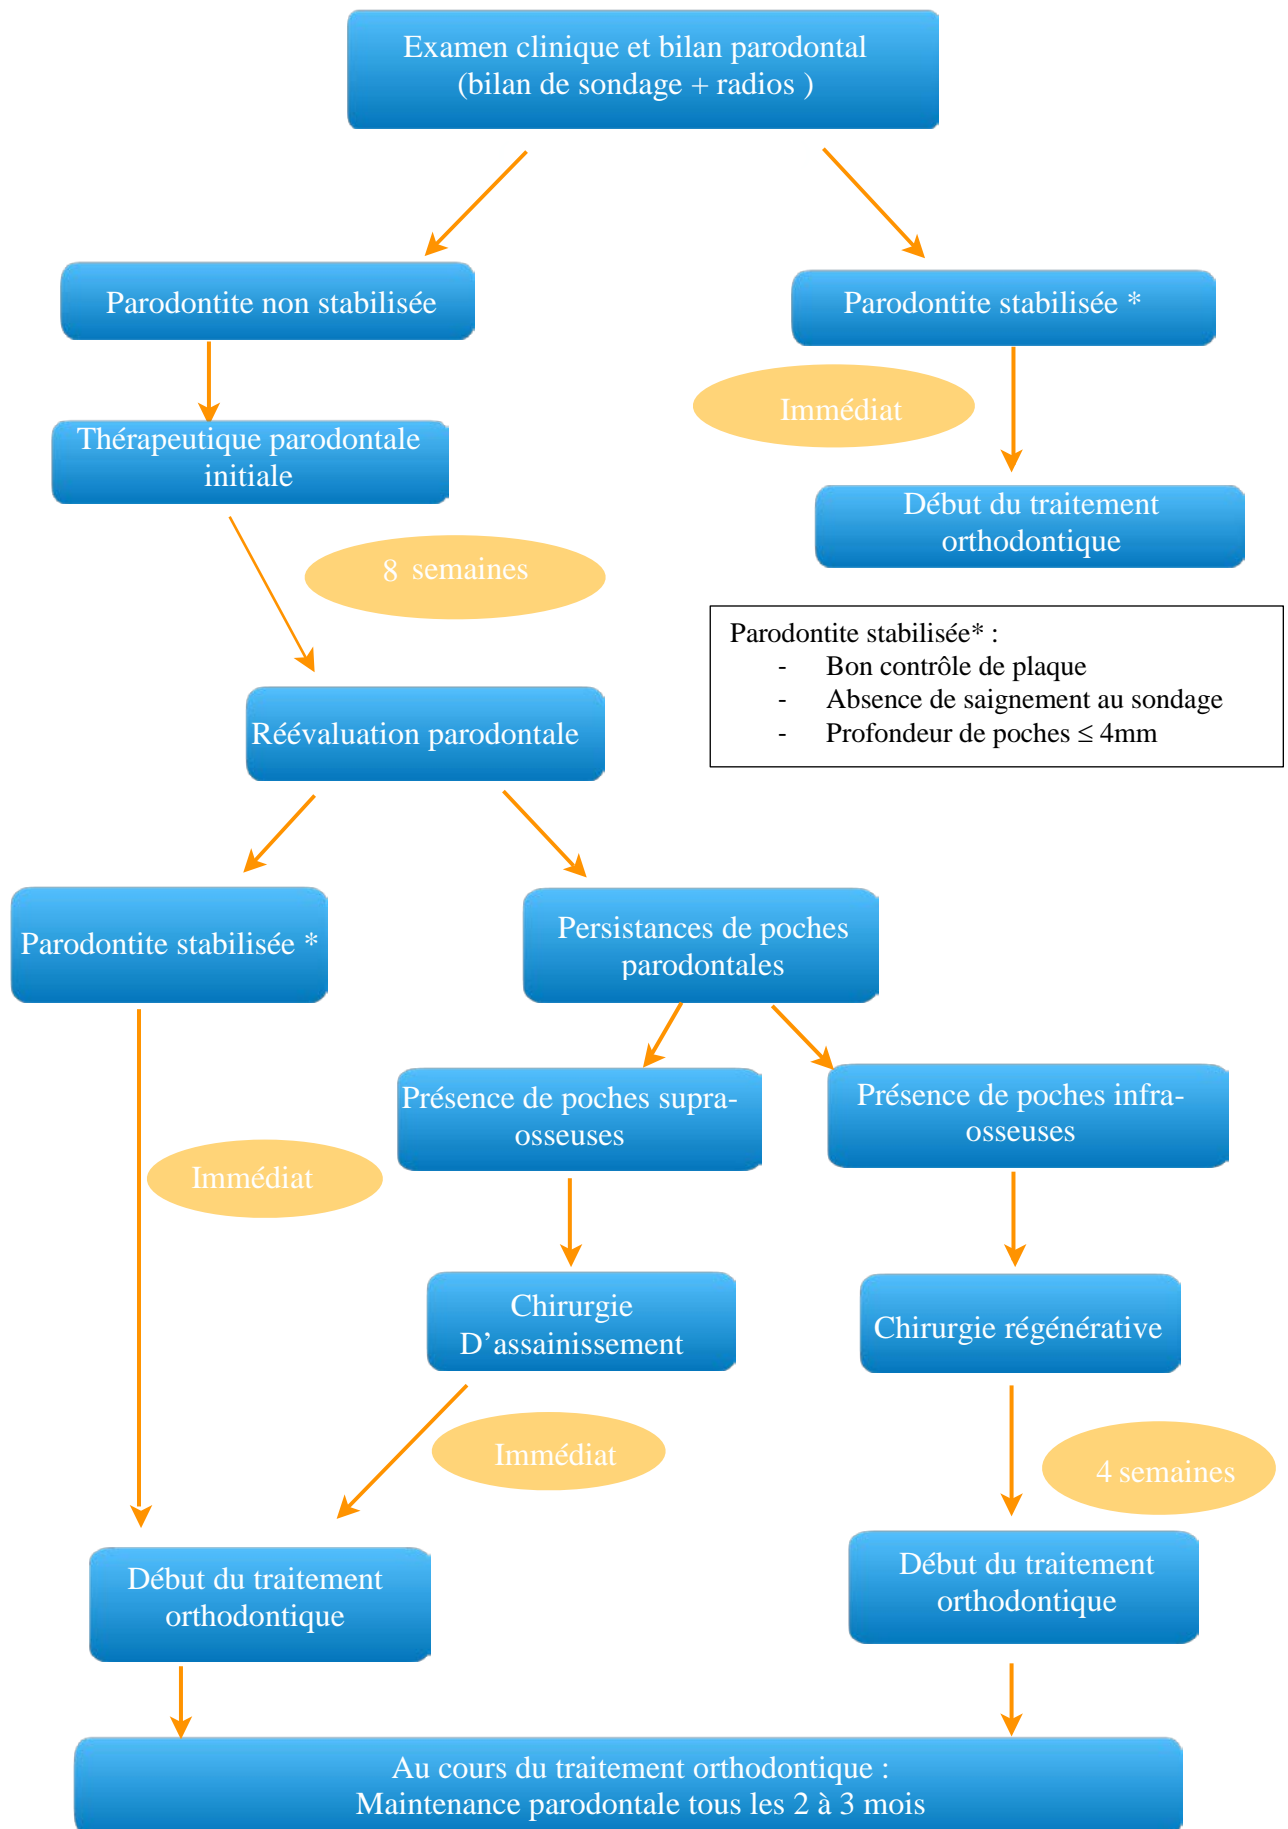 Examen clinique et bilan parodontal
(bilan de sondage + radios )
Parodontite non stabilisée
Parodontite stabilisée *
Immédiat
Thérapeutique parodontale
initiale
Début du traitement
orthodontique
8 semaines
Parodontite stabilisée* :
- Bon contrôle de plaque
- Absence de saignement au sondage
- Profondeur de poches ≤ 4mm
Réévaluation parodontale
Parodontite stabilisée *
Persistances de poches
parodontales
Présence de poches supra-
osseuses
Présence de poches infra-
osseuses
Immédiat
Chirurgie
D’assainissement
Chirurgie régénérative
Immédiat
4 semaines
Début du traitement
orthodontique
Début du traitement
orthodontique
Au cours du traitement orthodontique :
Maintenance parodontale tous les 2 à 3 mois